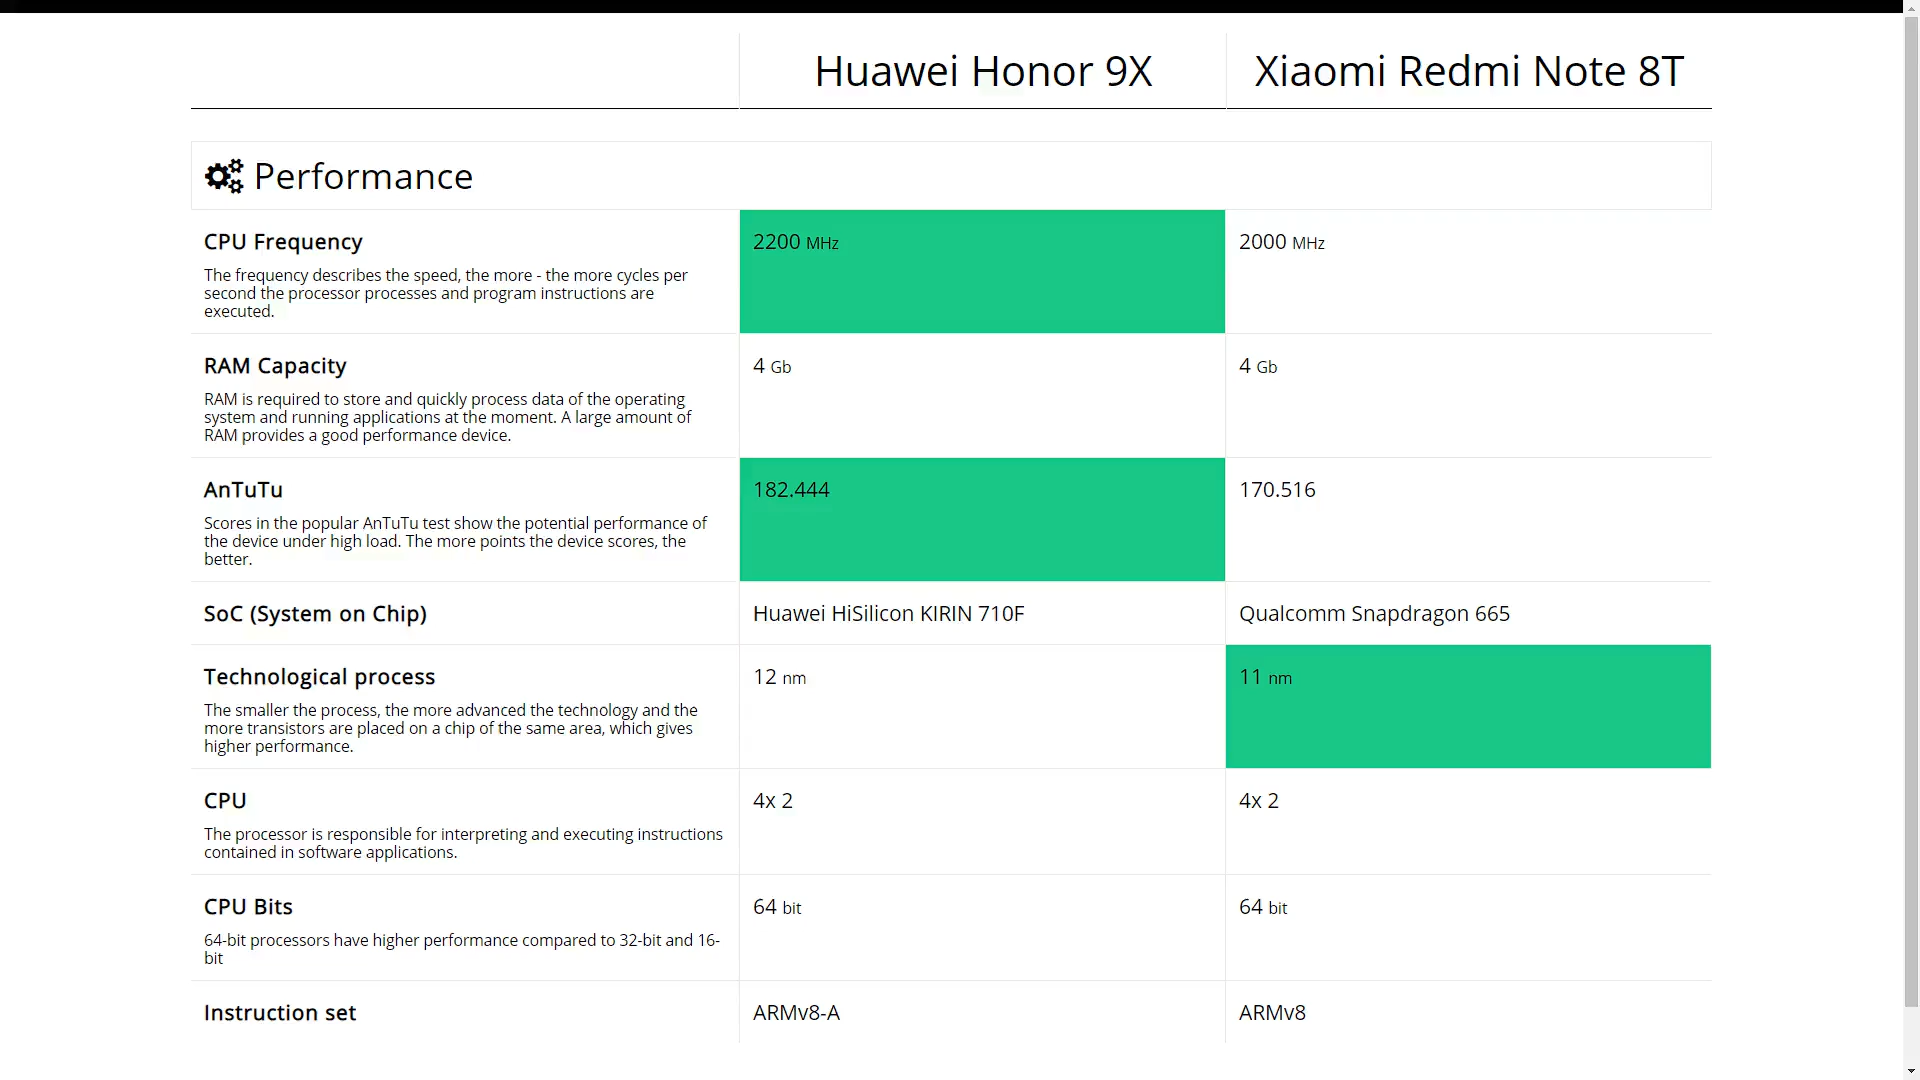 Huawei Honor 9X
Xiaomi Redmi Note 8T
Performance
CPU Frequency
2200 MHz
2000 MHz
The frequency describes the speed, the more - the more cycles per
second the processor processes and program instructions are
executed.
RAM Capacity
4 Gb
4 Gb
RAM is required to store and quickly process data of the operating
system and running applications at the moment. A large amount of
RAM provides a good performance device.
AnTuTu
182.444
170.516
Scores in the popular AnTuTu test show the potential performance of
the device under high load. The more points the device scores, the
better.
SoC (System on Chip)
Huawei HiSilicon KIRIN 710F
Qualcomm Snapdragon 665
Technological process
12 nm
11 nm
The smaller the process, the more advanced the technology and the
more transistors are placed on a chip of the same area, which gives
higher performance.
CPU
4x 2
4x 2
The processor is responsible for interpreting and executing instructions
contained in software applications.
CPU Bits
64 bit
64 bit
64-bit processors have higher performance compared to 32-bit and 16-
bit
Instruction set
ARMv8-A
ARMv8